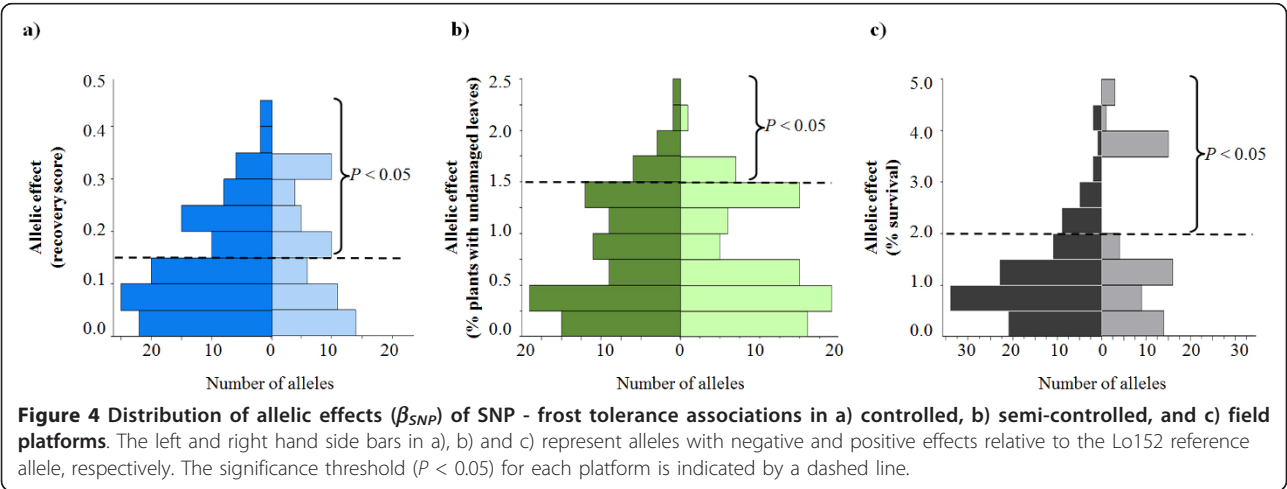 a)
b)
c)
Allelic effect
(recovery score)
0.5
0.4
0.3
0.2
0.1
0.0
P < 0.05
20 10 0 10 20
Number of alleles
Allelic effect
(% plants with undamaged leaves)
2.5
2.0
1.5
1.0
0.5
0.0
P < 0.05
20 10 0 10 20
Number of alleles
Allelic effect
(% survival)
5.0
4.0
3.0
2.0
1.0
0.0
P < 0.05
30 20 10 0 10 20 30
Number of alleles
Figure 4 Distribution of allelic effects (βSNP) of SNP - frost tolerance associations in a) controlled, b) semi-controlled, and c) field
platforms. The left and right hand side bars in a), b) and c) represent alleles with negative and positive effects relative to the Lo152 reference
allele, respectively. The significance threshold (P < 0.05) for each platform is indicated by a dashed line.